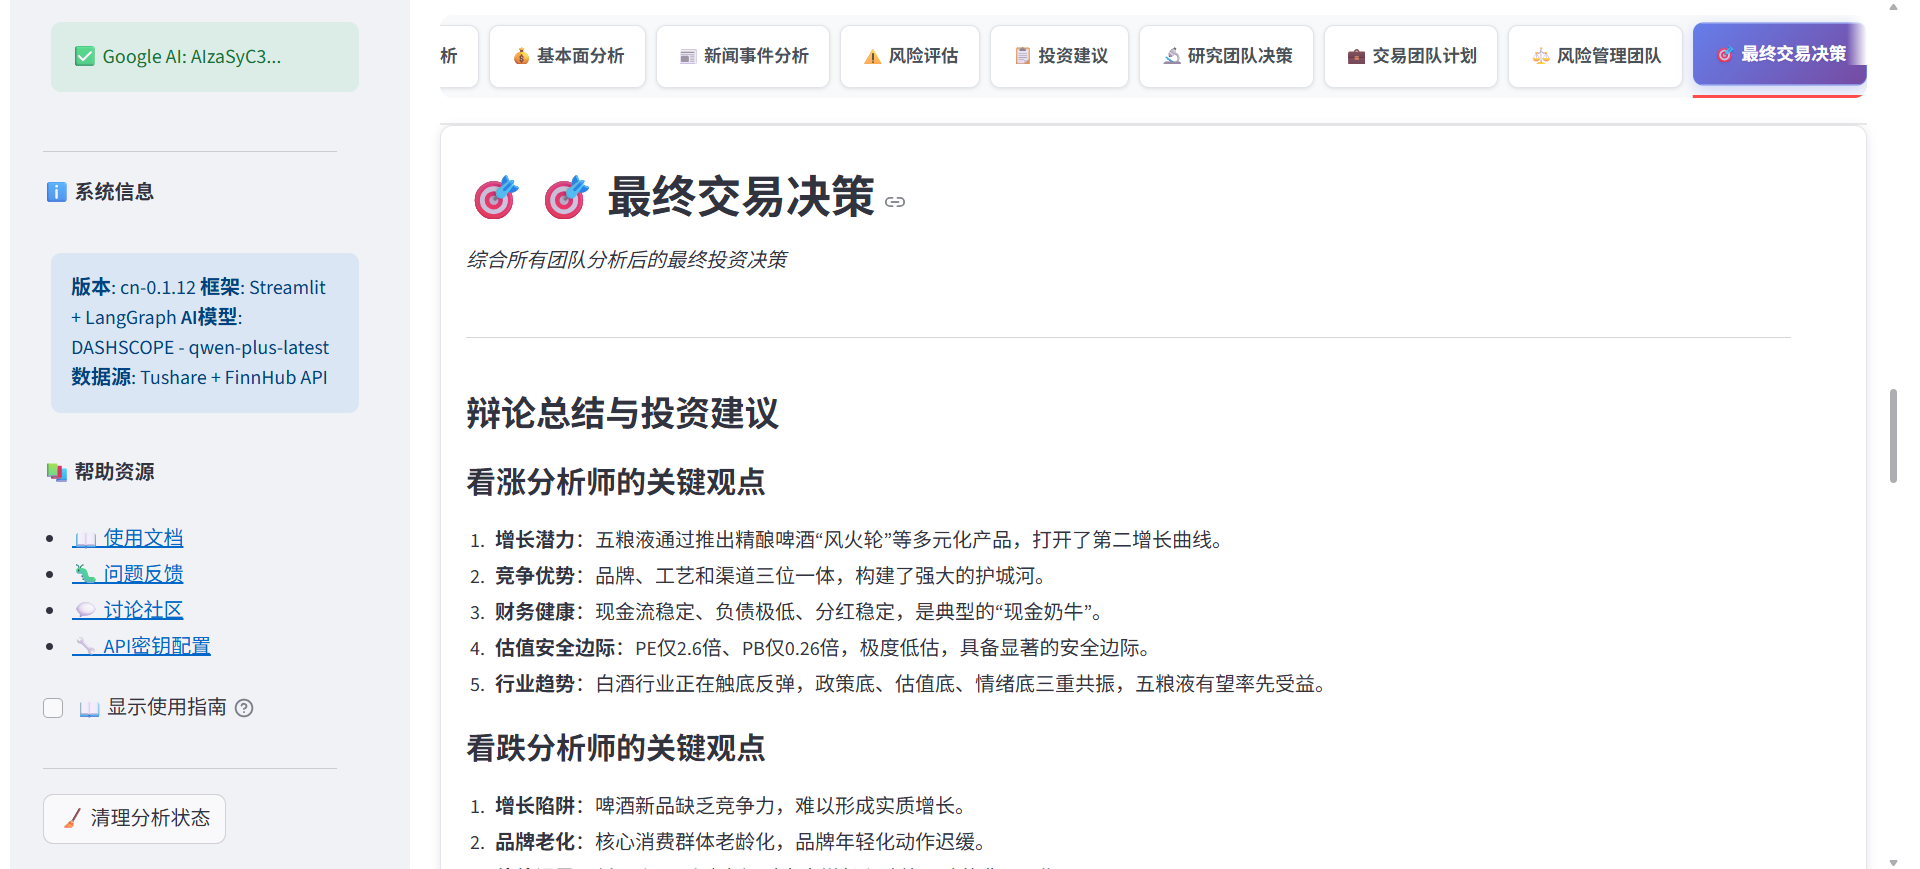 Google AI: AIzaSyC3...
系统信息
版本: cn-0.1.12 框架: Streamlit
+ LangGraph AI模型:
DASHSCOPE - qwen-plus-latest
数据源: Tushare + FinnHub API
帮助资源
使用文档
问题反馈
讨论社区
API密钥配置
显示使用指南
清理分析状态
析
基本面分析
新闻事件分析
风险评估
投资建议
研究团队决策
交易团队计划
风险管理团队
最终交易决策
最终交易决策
综合所有团队分析后的最终投资决策
辩论总结与投资建议
看涨分析师的关键观点
1. 增长潜力：五粮液通过推出精酿啤酒“风火轮”等多元化产品，打开了第二增长曲线。
2. 竞争优势：品牌、工艺和渠道三位一体，构建了强大的护城河。
3. 财务健康：现金流稳定、负债极低、分红稳定，是典型的“现金奶牛”。
4. 估值安全边际：PE仅2.6倍、PB仅0.26倍，极度低估，具备显著的安全边际。
5. 行业趋势：白酒行业正在触底反弹，政策底、估值底、情绪底三重共振，五粮液有望率先受益。
看跌分析师的关键观点
1. 增长陷阱：啤酒新品缺乏竞争力，难以形成实质增长。
2. 品牌老化：核心消费群体老龄化，品牌年轻化动作迟缓。